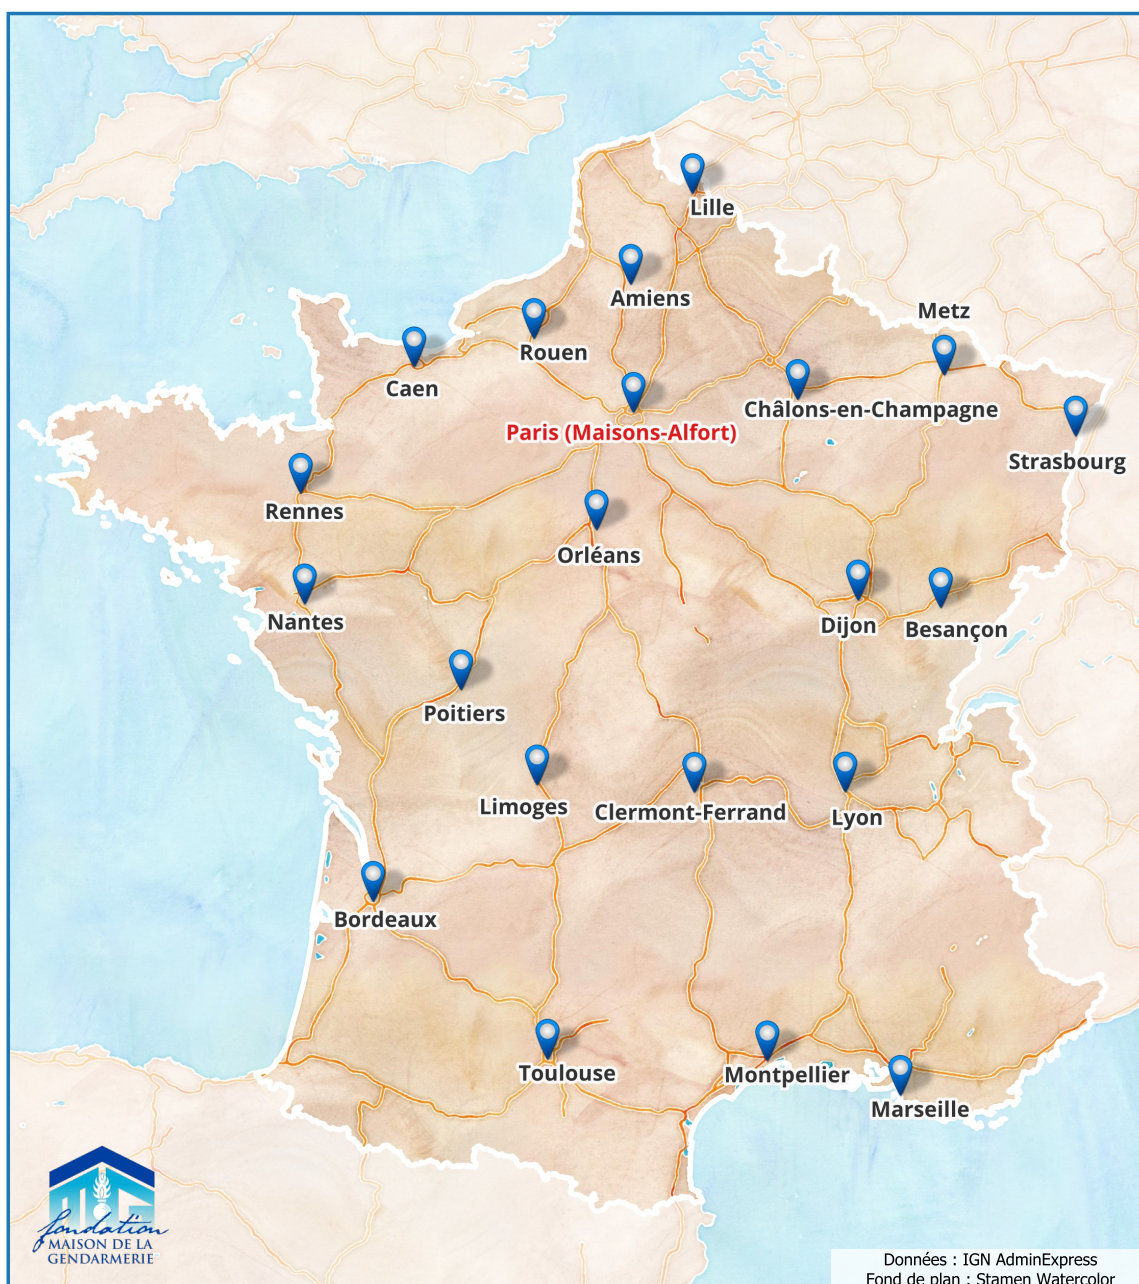 Lille
Amiens
Metz
Rouen
Caen
Châlons-en-Champagne
Paris (Maisons-Alfort)
Strasbourg
Rennes
Orléans
Nantes
Dijon
Besançon
Poitiers
Limoges
Clermont-Ferrand
Lyon
Bordeaux
Toulouse
Montpellier
Marseille
fondation
MAISON DE LA
GENDARMERIE
Données : IGN AdminExpress
Fond de plan : Stamen Watercolor